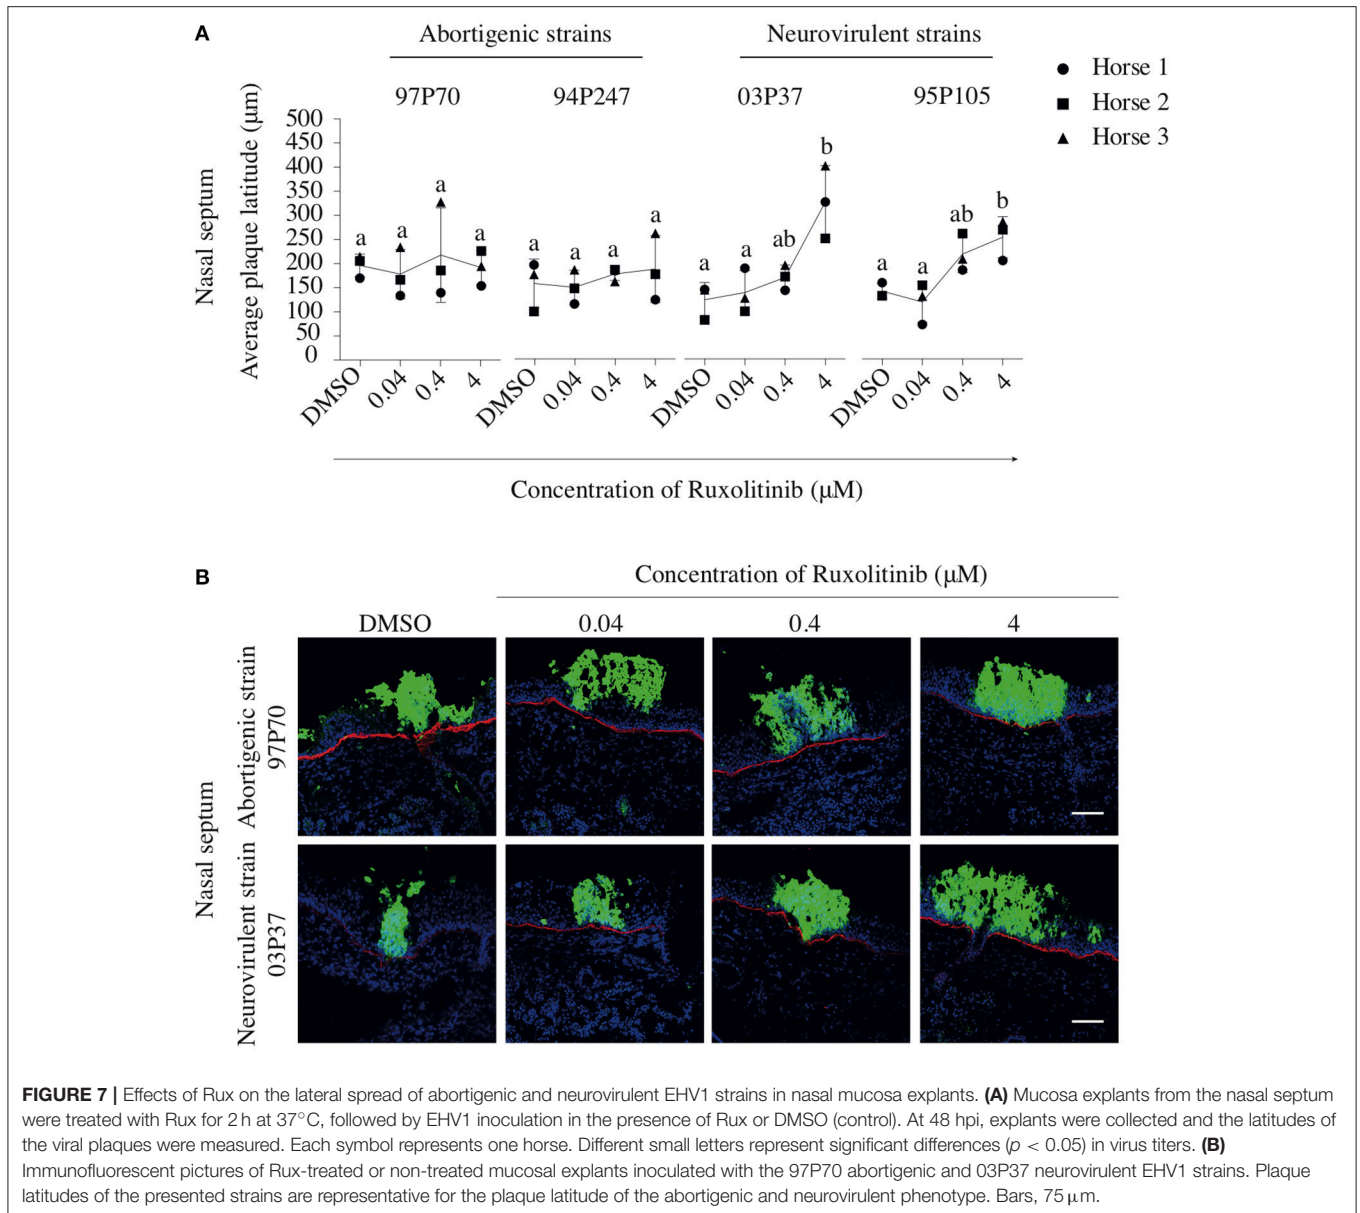 A
Abortigenic strains
Neurovirulent strains
97P70
94P247
03P37
95P105
Horse 1
Horse 2
Horse 3
Nasal septum
Average plaque latitude (µm)
500
450
400
350
300
250
200
150
100
50
0
a
a
a
a
a
a
a
a
a
a
ab
b
a
a
ab
b
DMSO
0.04
0.4
4
DMSO
0.04
0.4
4
DMSO
0.04
0.4
4
DMSO
0.04
0.4
4
Concentration of Ruxolitinib (µM)
B
Concentration of Ruxolitinib (µM)
DMSO
0.04
0.4
4
Nasal septum
Abortigenic strain
97P70
Neurovirulent strain
03P37
FIGURE 7 | Effects of Rux on the lateral spread of abortigenic and neurovirulent EHV1 strains in nasal mucosa explants. (A) Mucosa explants from the nasal septum
were treated with Rux for 2 h at 37°C, followed by EHV1 inoculation in the presence of Rux or DMSO (control). At 48 hpi, explants were collected and the latitudes of
the viral plaques were measured. Each symbol represents one horse. Different small letters represent significant differences (p < 0.05) in virus titers. (B)
Immunofluorescent pictures of Rux-treated or non-treated mucosal explants inoculated with the 97P70 abortigenic and 03P37 neurovirulent EHV1 strains. Plaque
latitudes of the presented strains are representative for the plaque latitude of the abortigenic and neurovirulent phenotype. Bars, 75 µm.